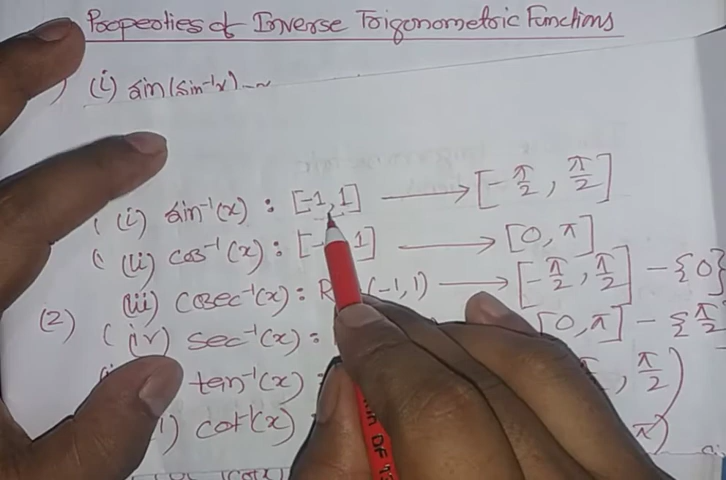 Properties of Inverse Trigonometric Functions
(i) sin(sin⁻¹x) = x
(i) sin⁻¹(x) : [-1, 1] ⟶ [-π/2, π/2]
(ii) cos⁻¹(x) : [- 1] ⟶ [0, π]
(iii) cosec⁻¹(x) : R (-1, 1) ⟶ [-π/2, π/2] - {0}
(2) (iv) sec⁻¹(x) : [0, π] - {π/2
tan⁻¹(x) : , π/2)
cot⁻¹(x) : π)